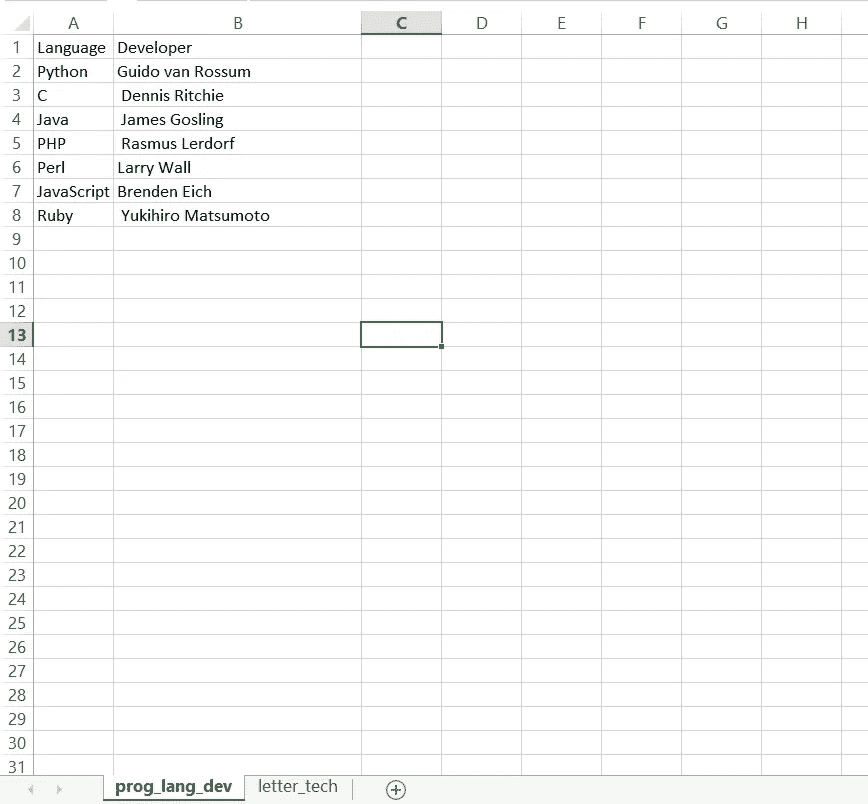 A B C D E F G H
1 Language Developer
2 Python Guido van Rossum
3 C Dennis Ritchie
4 Java James Gosling
5 PHP Rasmus Lerdorf
6 Perl Larry Wall
7 JavaScript Brenden Eich
8 Ruby Yukihiro Matsumoto
9
10
11
12
13
14
15
16
17
18
19
20
21
22
23
24
25
26
27
28
29
30
31
prog_lang_dev letter_tech